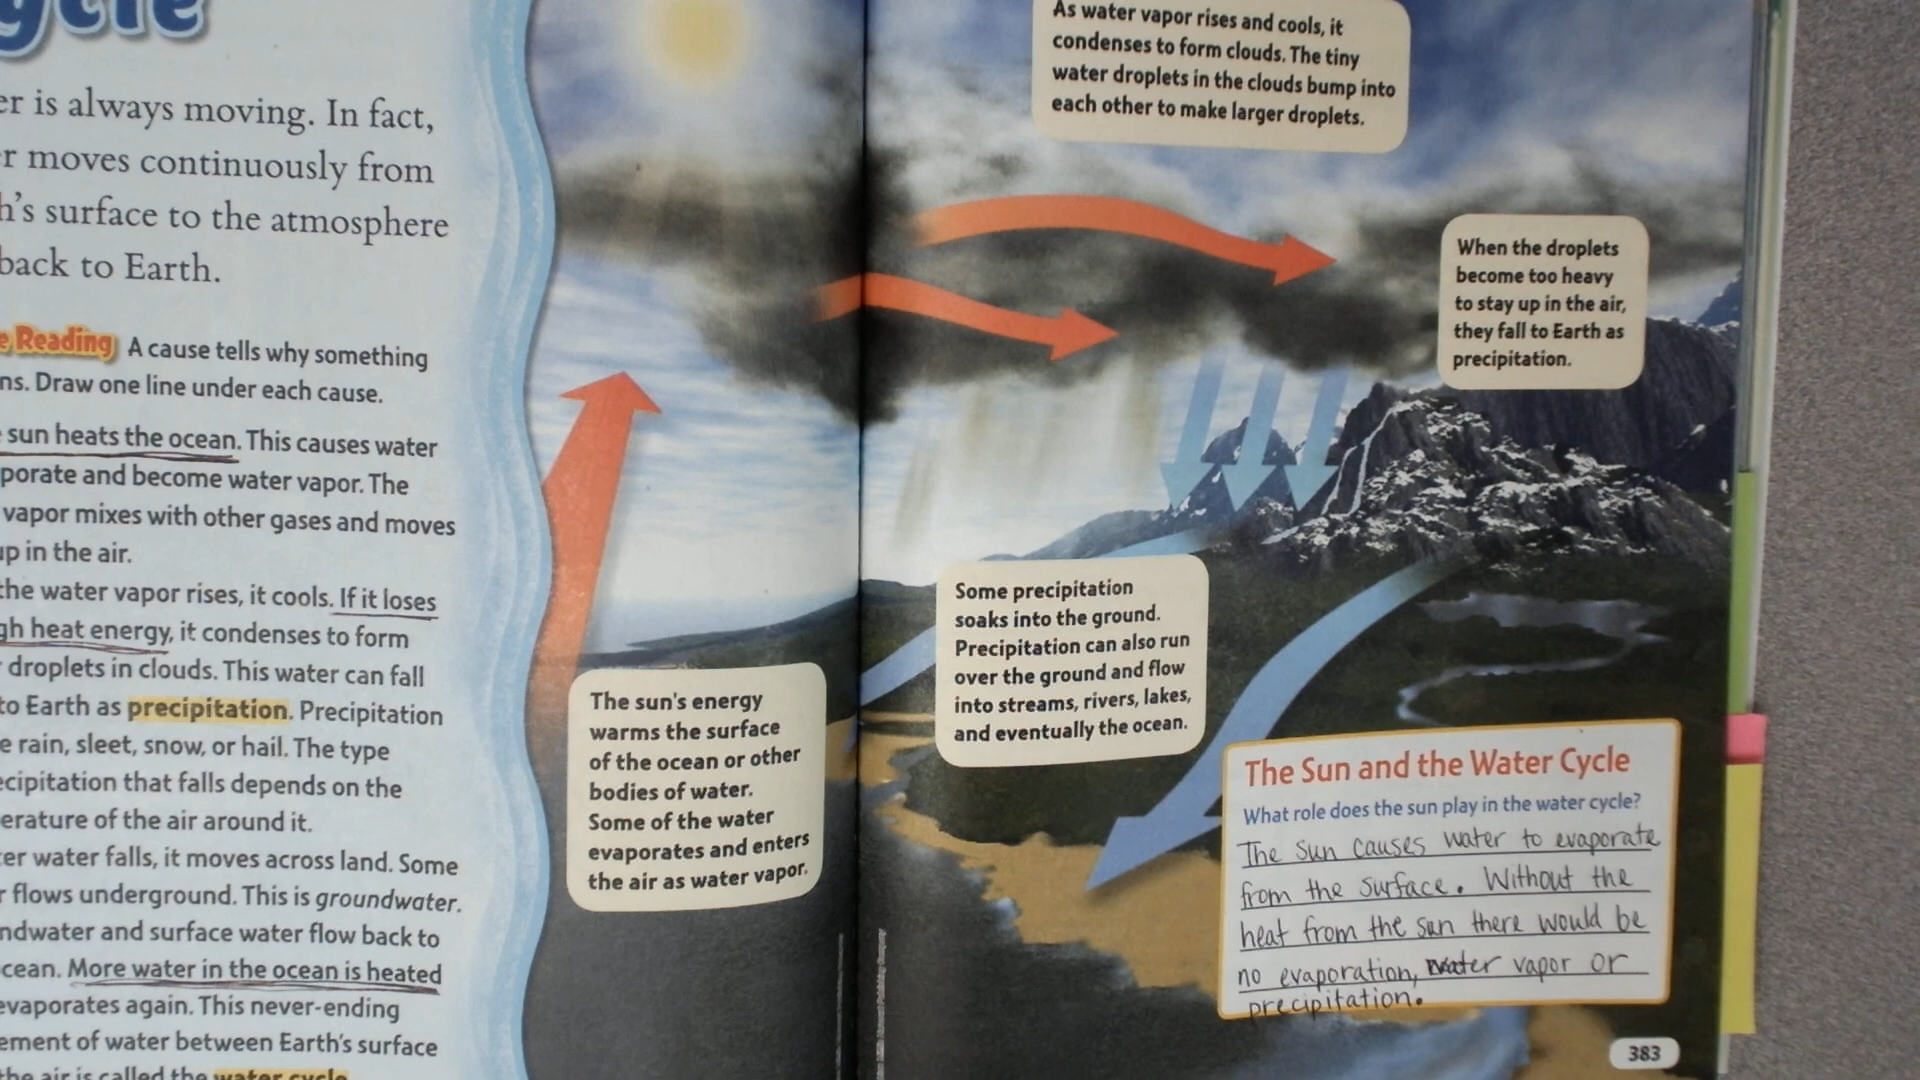 ycle
er is always moving. In fact,
r moves continuously from
h's surface to the atmosphere
back to Earth.
e Reading A cause tells why something
ns. Draw one line under each cause.
sun heats the ocean. This causes water
porate and become water vapor. The
vapor mixes with other gases and moves
up in the air.
the water vapor rises, it cools. If it loses
gh heat energy, it condenses to form
droplets in clouds. This water can fall
to Earth as precipitation. Precipitation
e rain, sleet, snow, or hail. The type
ecipitation that falls depends on the
erature of the air around it.
ter water falls, it moves across land. Some
r flows underground. This is groundwater.
ndwater and surface water flow back to
cean. More water in the ocean is heated
evaporates again. This never-ending
ement of water between Earth's surface
the air is called the water cycle
The sun's energy
warms the surface
of the ocean or other
bodies of water.
Some of the water
evaporates and enters
the air as water vapor.
As water vapor rises and cools, it
condenses to form clouds. The tiny
water droplets in the clouds bump into
each other to make larger droplets.
When the droplets
become too heavy
to stay up in the air,
they fall to Earth as
precipitation.
Some precipitation
soaks into the ground.
Precipitation can also run
over the ground and flow
into streams, rivers, lakes,
and eventually the ocean.
The Sun and the Water Cycle
What role does the sun play in the water cycle?
The sun causes water to evaporate
from the surface. Without the
heat from the sun there would be
no evaporation, water vapor or
precipitation.
383